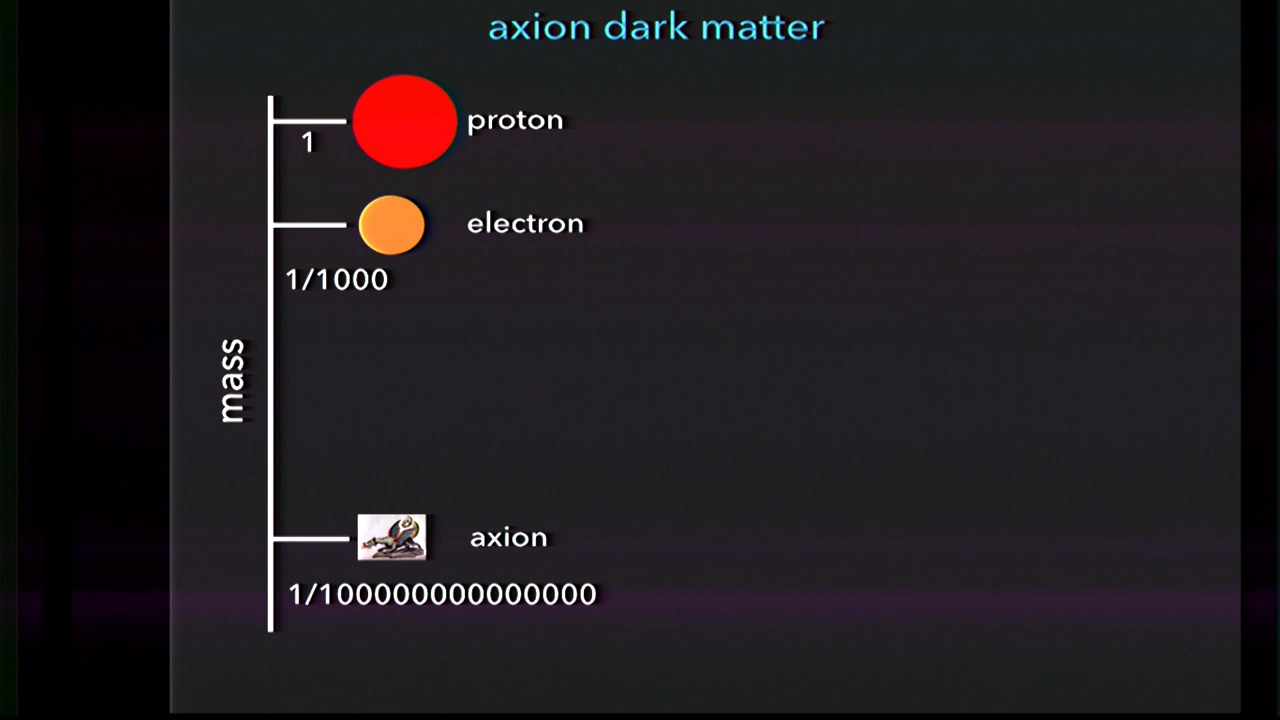 axion dark matter
proton
1
electron
1/1000
mass
axion
1/100000000000000